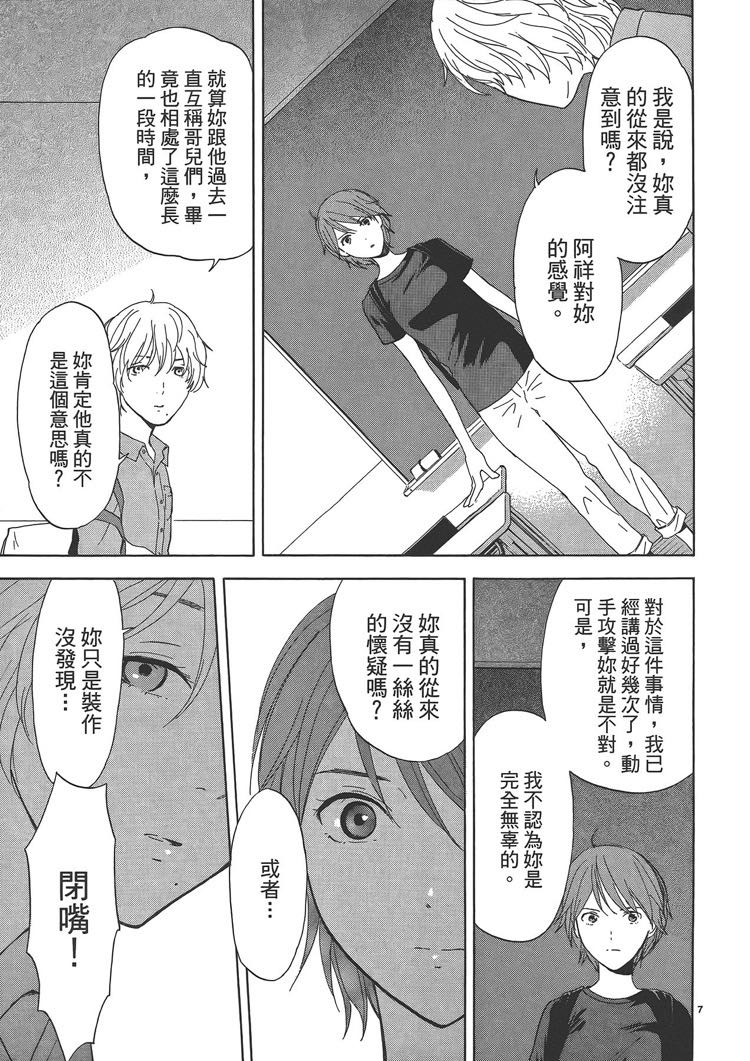 我是說，妳真
的從來都沒注
意到嗎？
阿祥對妳
的感覺。
就算妳跟他過去一
直互稱哥兒們，畢
竟也相處了這麼長
的一段時間，
妳肯定他真的不
是這個意思嗎？
對於這件事情，我已
經講過好幾次了，動
手攻擊妳就是不對。
可是，
我不認為妳是
完全無辜的。
妳真的從來
沒有一絲絲
的懷疑嗎？
或者…
妳只是裝作
沒發現…
閉嘴！
7